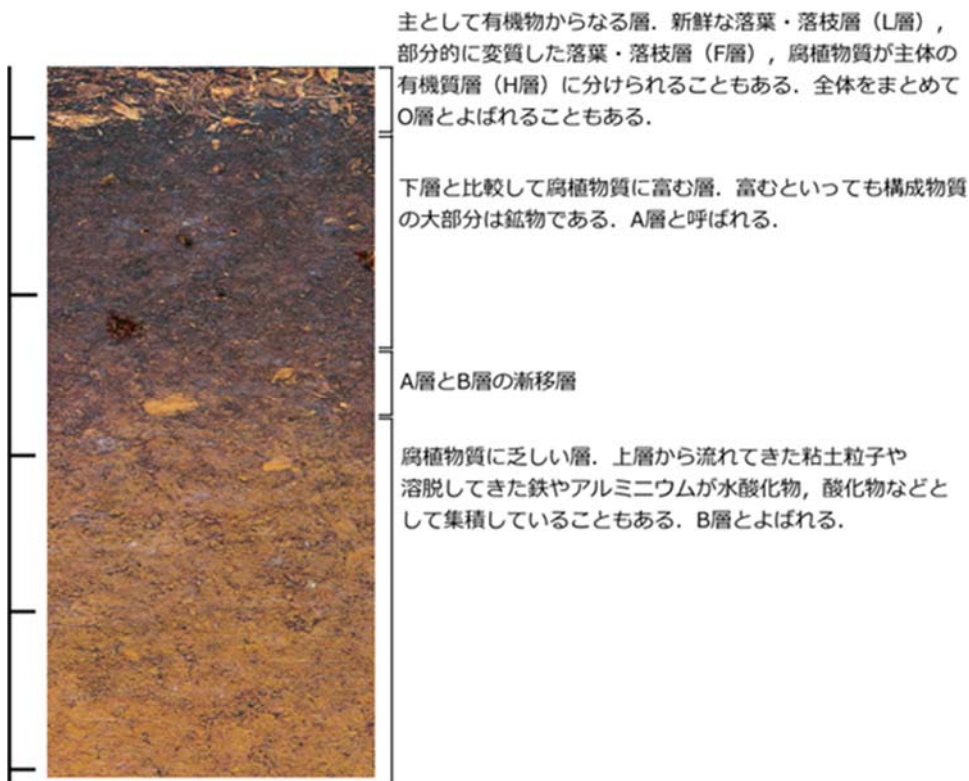 主として有機物からなる層．新鮮な落葉・落枝層（L層），
部分的に変質した落葉・落枝層（F層），腐植物質が主体の
有機質層（H層）に分けられることもある．全体をまとめて
O層とよばれることもある．
下層と比較して腐植物質に富む層．富むといっても構成物質
の大部分は鉱物である．A層と呼ばれる．
A層とB層の漸移層
腐植物質に乏しい層．上層から流れてきた粘土粒子や
溶脱してきた鉄やアルミニウムが水酸化物，酸化物などと
して集積していることもある．B層とよばれる．